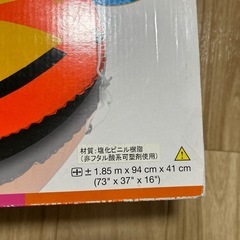 材質:塩化ビニル樹脂
(非フタル酸系可塑剤使用)
± 1.85 m x 94 cm x 41 cm
(73" x 37" x 16")